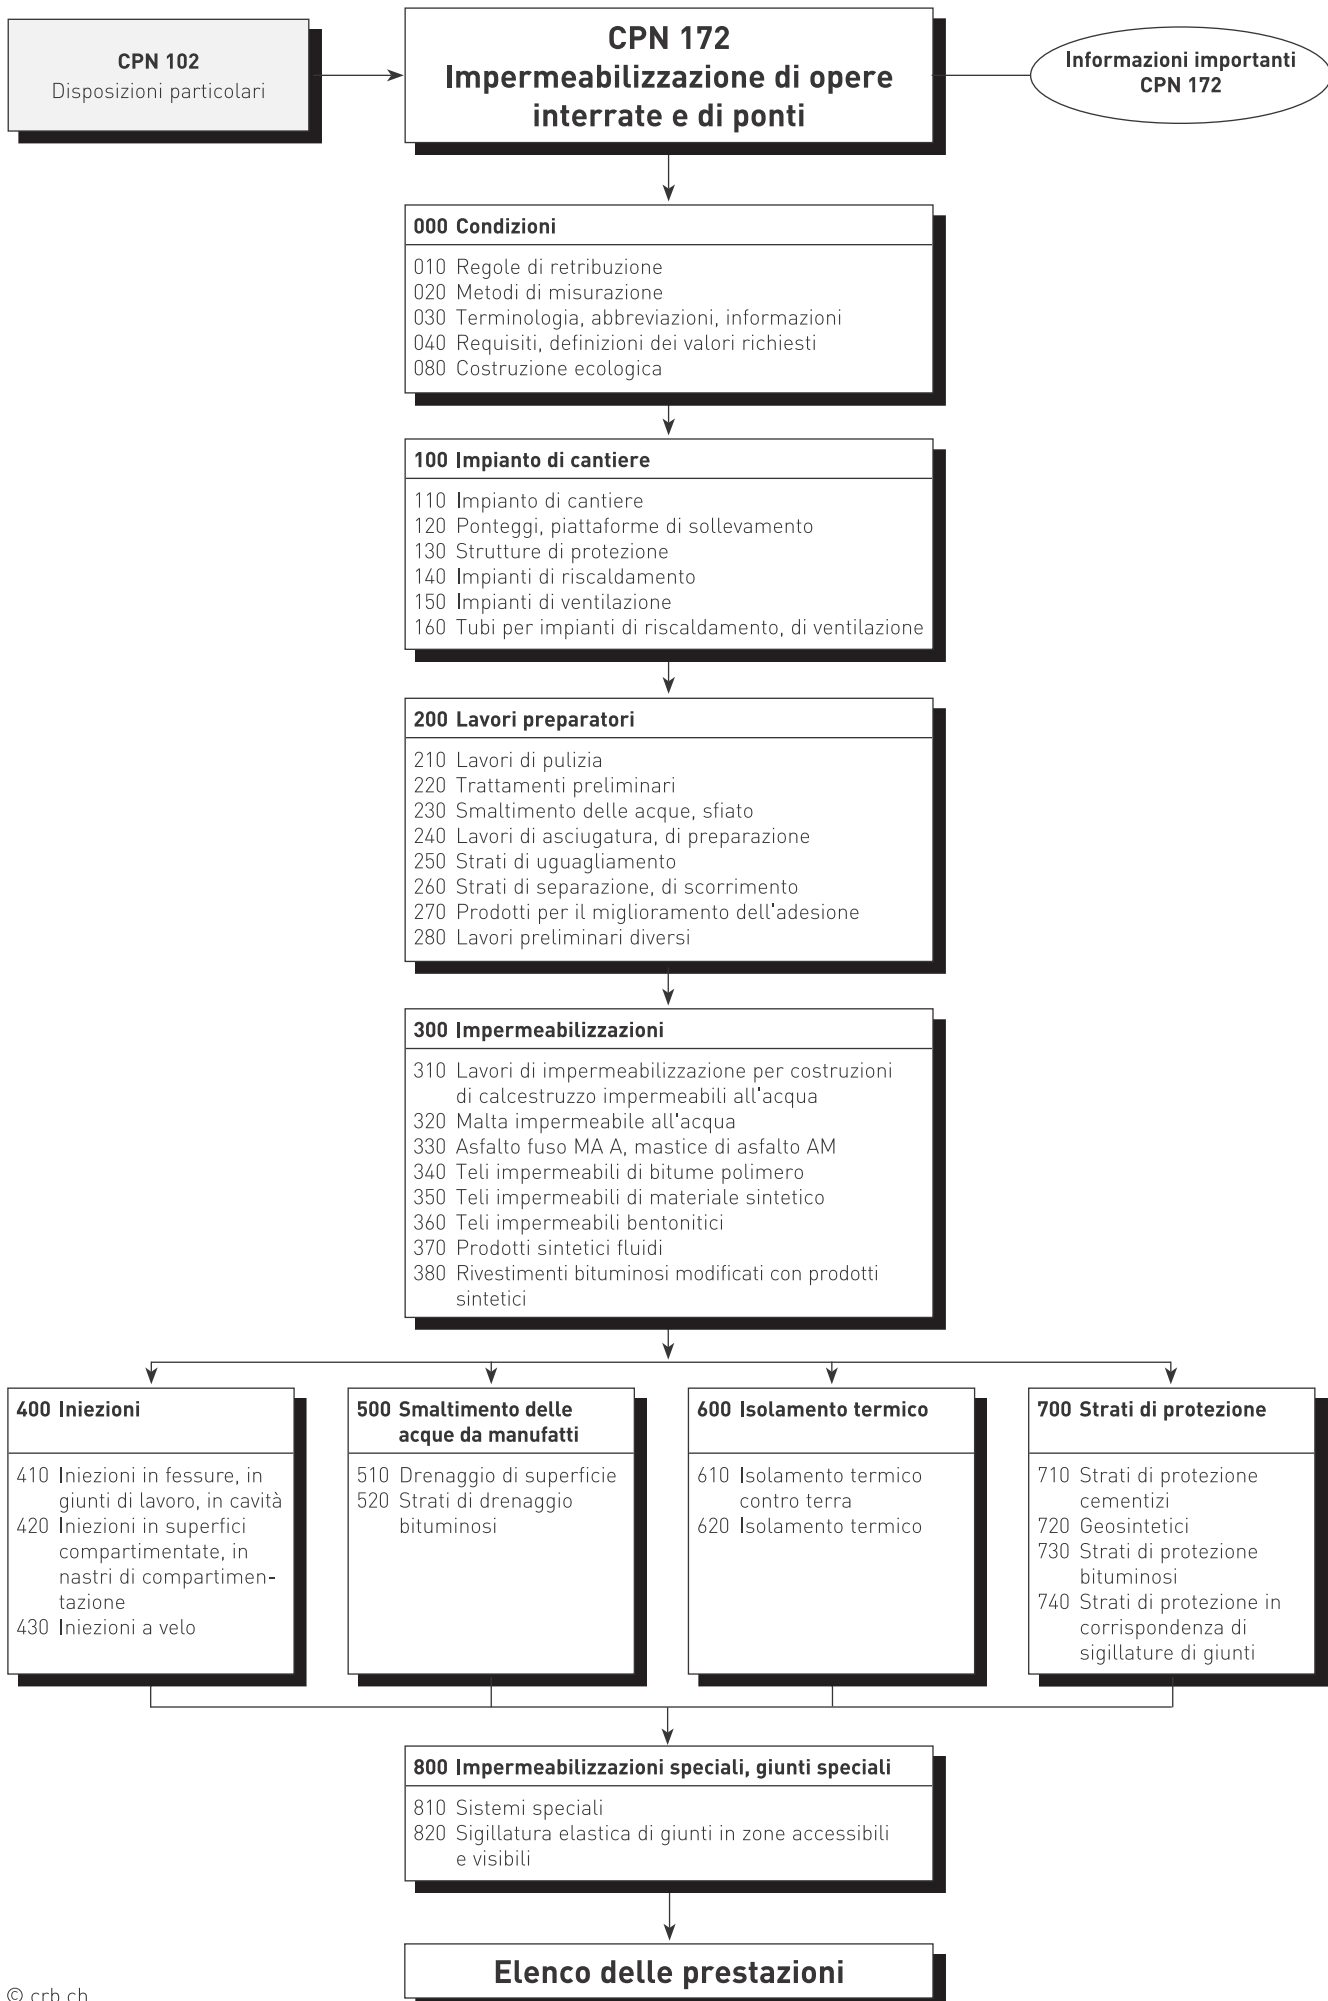 CPN 102
Disposizioni particolari
CPN 172
Impermeabilizzazione di opere
interrate e di ponti
Informazioni importanti
CPN 172
000 Condizioni
010 Regole di retribuzione
020 Metodi di misurazione
030 Terminologia, abbreviazioni, informazioni
040 Requisiti, definizioni dei valori richiesti
080 Costruzione ecologica
100 Impianto di cantiere
110 Impianto di cantiere
120 Ponteggi, piattaforme di sollevamento
130 Strutture di protezione
140 Impianti di riscaldamento
150 Impianti di ventilazione
160 Tubi per impianti di riscaldamento, di ventilazione
200 Lavori preparatori
210 Lavori di pulizia
220 Trattamenti preliminari
230 Smaltimento delle acque, sfiato
240 Lavori di asciugatura, di preparazione
250 Strati di uguagliamento
260 Strati di separazione, di scorrimento
270 Prodotti per il miglioramento dell'adesione
280 Lavori preliminari diversi
300 Impermeabilizzazioni
310 Lavori di impermeabilizzazione per costruzioni
di calcestruzzo impermeabili all'acqua
320 Malta impermeabile all'acqua
330 Asfalto fuso MA A, mastice di asfalto AM
340 Teli impermeabili di bitume polimero
350 Teli impermeabili di materiale sintetico
360 Teli impermeabili bentonitici
370 Prodotti sintetici fluidi
380 Rivestimenti bituminosi modificati con prodotti
sintetici
400 Iniezioni
410 Iniezioni in fessure, in
giunti di lavoro, in cavità
420 Iniezioni in superfici
compartimentate, in
nastri di compartimen-
tazione
430 Iniezioni a velo
500 Smaltimento delle
acque da manufatti
510 Drenaggio di superficie
520 Strati di drenaggio
bituminosi
600 Isolamento termico
610 Isolamento termico
contro terra
620 Isolamento termico
700 Strati di protezione
710 Strati di protezione
cementizi
720 Geosintetici
730 Strati di protezione
bituminosi
740 Strati di protezione in
corrispondenza di
sigillature di giunti
800 Impermeabilizzazioni speciali, giunti speciali
810 Sistemi speciali
820 Sigillatura elastica di giunti in zone accessibili
e visibili
Elenco delle prestazioni
© crb.ch